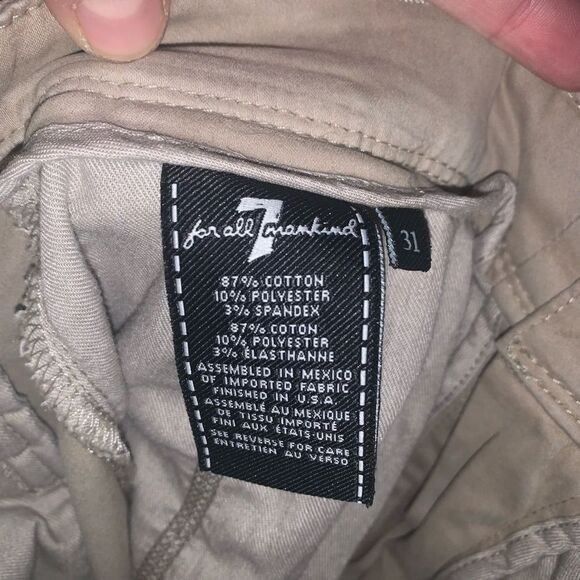 for all 7 mankind
31
87% COTTON
10% POLYESTER
3% SPANDEX
87% COTON
10% POLYESTER
3% ÉLASTHANNE
ASSEMBLED IN MEXICO
OF IMPORTED FABRIC
FINISHED IN U.S.A.
ASSEMBLÉ AU MEXIQUE
DE TISSU IMPORTÉ
FINI AUX ÉTATS-UNIS
SEE REVERSE FOR CARE
ENTRETIEN AU VERSO